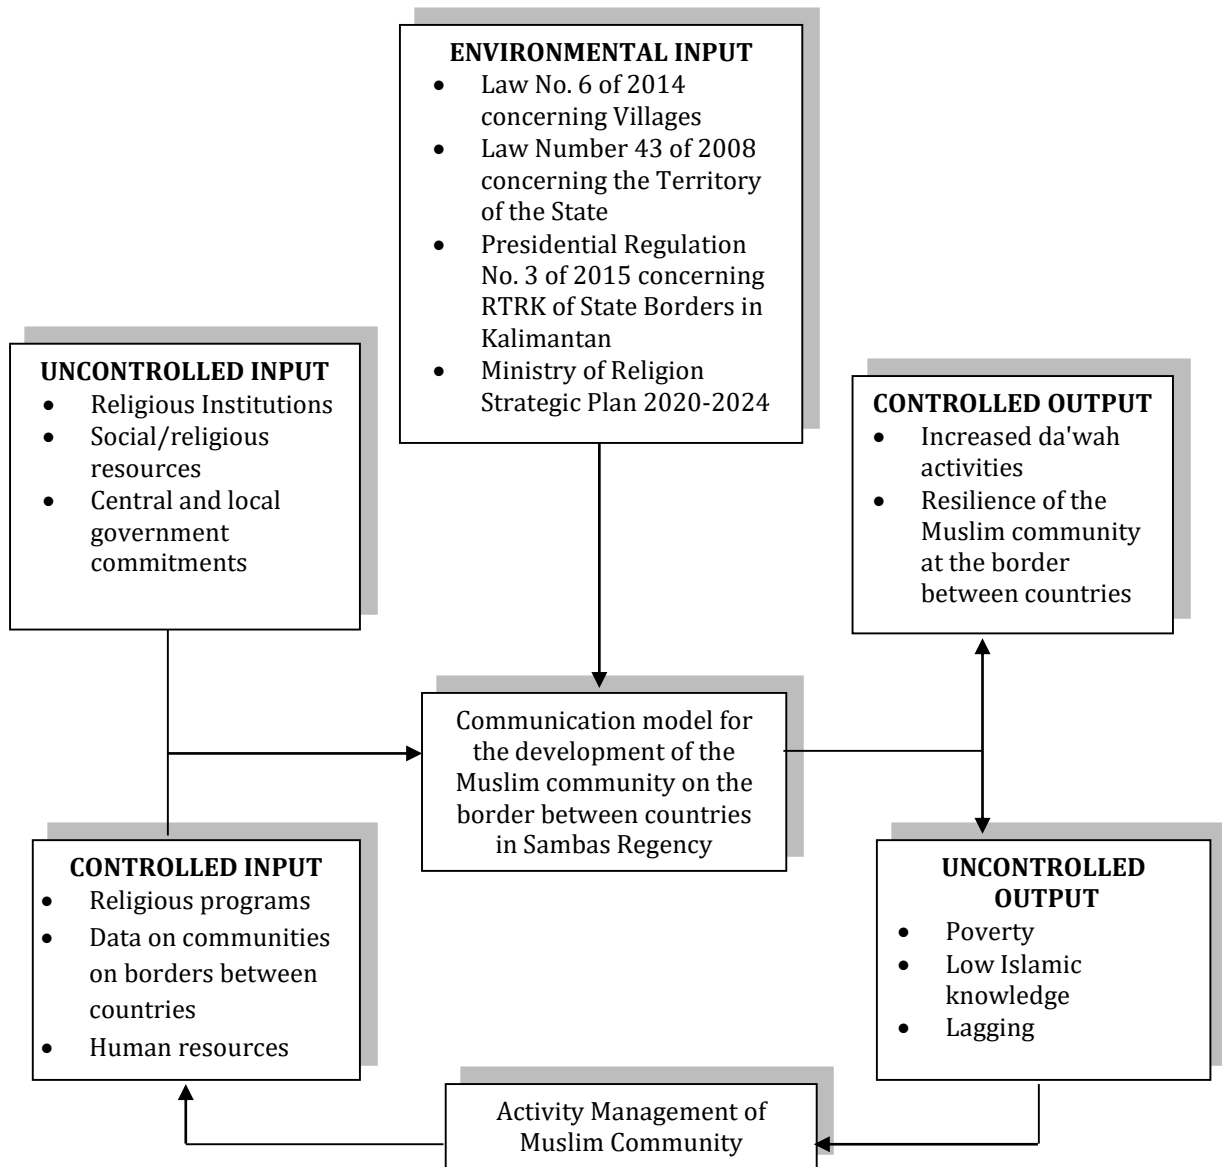 ENVIRONMENTAL INPUT
• Law No. 6 of 2014
concerning Villages
• Law Number 43 of 2008
concerning the Territory
of the State
• Presidential Regulation
No. 3 of 2015 concerning
RTRK of State Borders in
Kalimantan
• Ministry of Religion
Strategic Plan 2020-2024
UNCONTROLLED INPUT
• Religious Institutions
• Social/religious
resources
• Central and local
government
commitments
CONTROLLED OUTPUT
• Increased da'wah
activities
• Resilience of the
Muslim community
at the border
between countries
Communication model for
the development of the
Muslim community on the
border between countries
in Sambas Regency
CONTROLLED INPUT
• Religious programs
• Data on communities
on borders between
countries
• Human resources
UNCONTROLLED
OUTPUT
• Poverty
• Low Islamic
knowledge
• Lagging
Activity Management of
Muslim Community